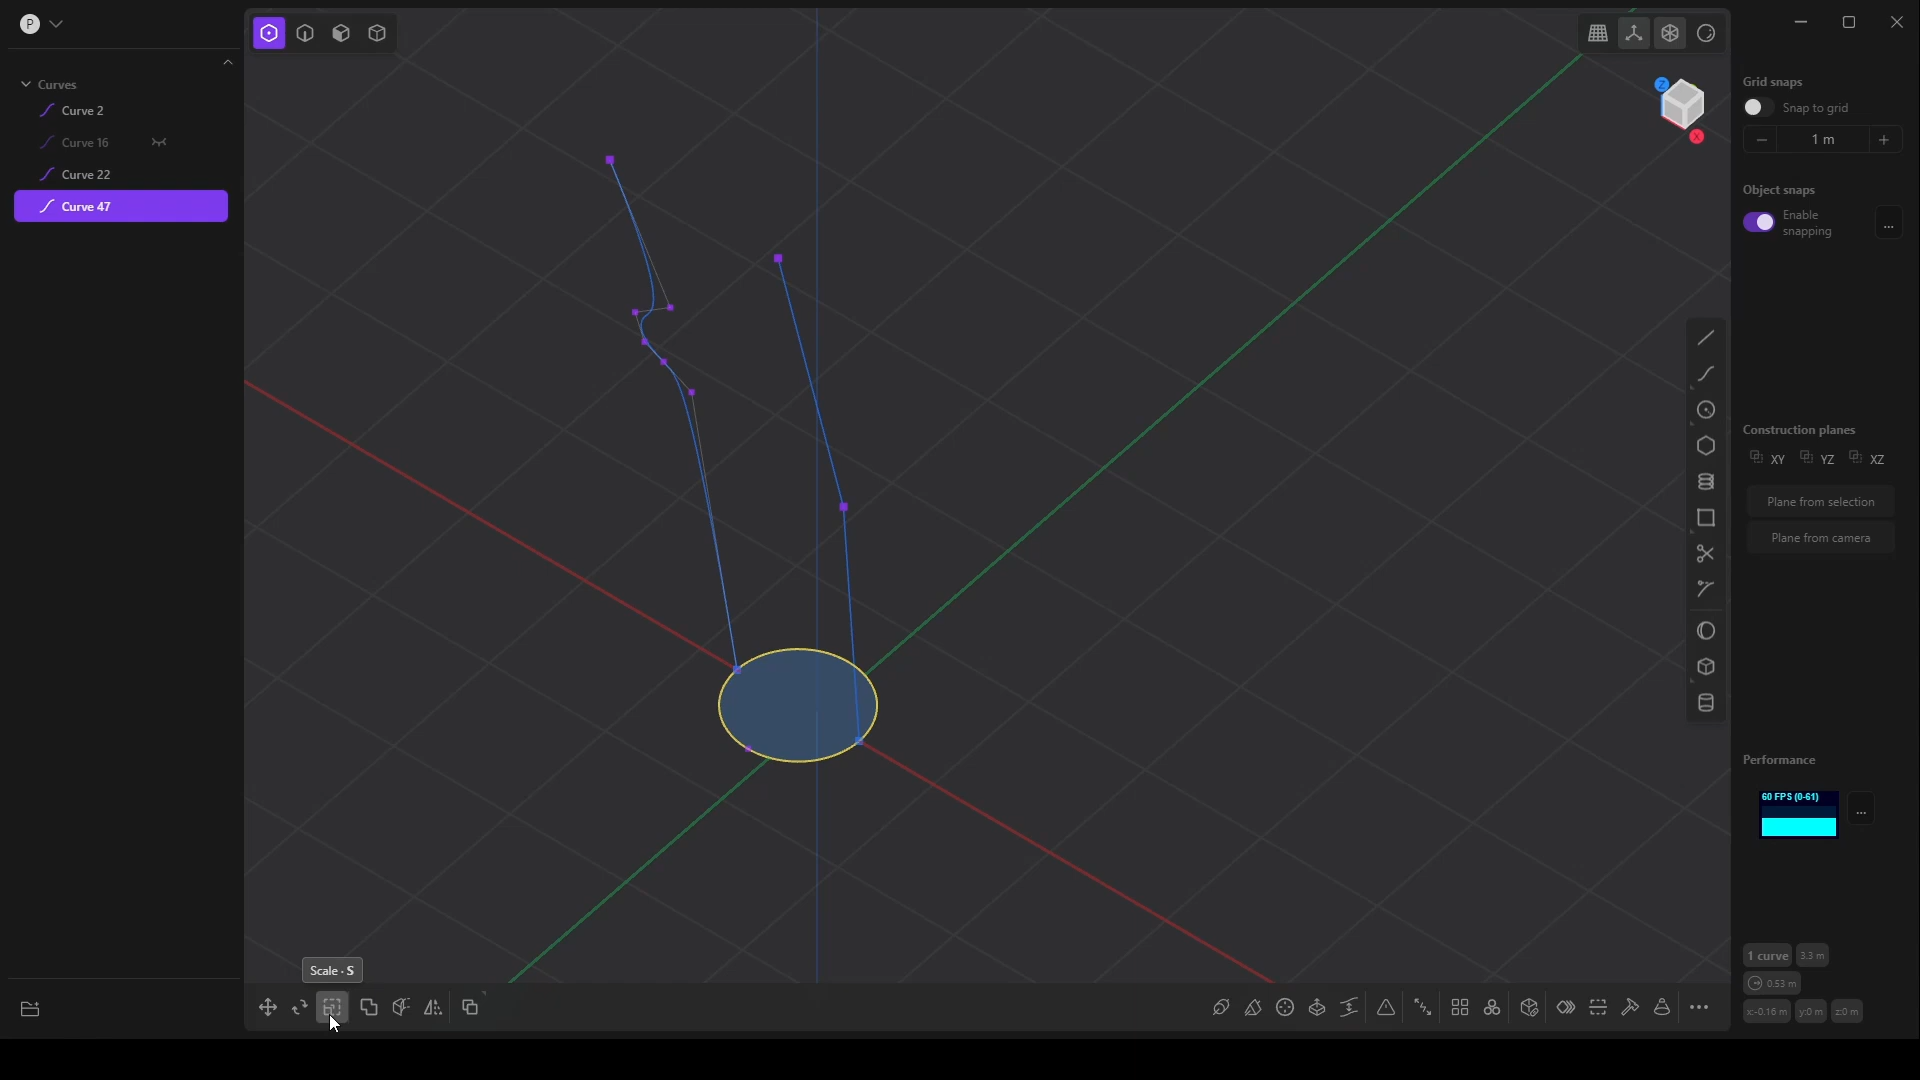 P
Curves
Curve 2
Curve 16
Curve 22
Curve 47
Z
X
Grid snaps
Snap to grid
1 m
Object snaps
Enable
snapping
...
Construction planes
XY YZ XZ
Plane from selection
Plane from camera
Performance
60 FPS (0-61)
...
1 curve 3.3 m
0.53 m
x:-0.16 m y:0 m z:0 m
Scale · S